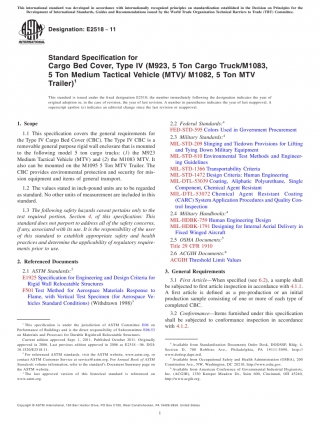 This international standard was developed in accordance with internationally recognized principles on standardization established in the Decision on Principles for the
Development of International Standards, Guides and Recommendations issued by the World Trade Organization Technical Barriers to Trade (TBT) Committee.
Designation: E2518 − 11
Standard Specification for
Cargo Bed Cover, Type IV (M923, 5 Ton Cargo Truck/M1083,
5 Ton Medium Tactical Vehicle (MTV)/ M1082, 5 Ton MTV
Trailer)1
This standard is issued under the fixed designation E2518; the number immediately following the designation indicates the year of
original adoption or, in the case of revision, the year of last revision. A number in parentheses indicates the year of last reapproval. A
superscript epsilon (ε) indicates an editorial change since the last revision or reapproval.
1. Scope
1.1 This specification covers the general requirements for
the Type IV Cargo Bed Cover (CBC). The Type IV CBC is a
removable general purpose rigid wall enclosure that is mounted
to the following model 5 ton cargo trucks: (1) the M923
Medium Tactical Vehicle (MTV) and (2) the M1083 MTV. It
also can be mounted on the M1095 5 Ton MTV Trailer. The
CBC provides environmental protection and security for mis-
sion equipment and items of general transport.
1.2 The values stated in inch-pound units are to be regarded
as standard. No other units of measurement are included in this
standard.
1.3 The following safety hazards caveat pertains only to the
test required portion, Section 4, of this specification: This
standard does not purport to address all of the safety concerns,
if any, associated with its use. It is the responsibility of the user
of this standard to establish appropriate safety and health
practices and determine the applicability of regulatory require-
ments prior to use.
2. Referenced Documents
2.1 ASTM Standards:2
E1925 Specification for Engineering and Design Criteria for
Rigid Wall Relocatable Structures
F501 Test Method for Aerospace Materials Response to
Flame, with Vertical Test Specimen (for Aerospace Ve-
hicles Standard Conditions) (Withdrawn 1998)3
1 This specification is under the jurisdiction of ASTM Committee E06 on
Performance of Buildings and is the direct responsibility of Subcommittee E06.53
on Materials and Processes for Durable Rigidwall Relocatable Structures.
Current edition approved Sept. 1, 2011. Published October 2011. Originally
approved in 2006. Last previous edition approved in 2006 as E2518 – 06. DOI:
10.1520/E2518-11.
2 For referenced ASTM standards, visit the ASTM website, www.astm.org, or
contact ASTM Customer Service at service@astm.org. For Annual Book of ASTM
Standards volume information, refer to the standard's Document Summary page on
the ASTM website.
3 The last approved version of this historical standard is referenced on
www.astm.org.
2.2 Federal Standards:4
FED-STD-595 Colors Used in Government Procurement
2.3 Military Standards:4
MIL-STD-209 Slinging and Tiedown Provisions for Lifting
and Tying Down Military Equipment
MIL-STD-810 Environmental Test Methods and Engineer-
ing Guidelines
MIL-STD-1366 Transportability Criteria
MIL-STD-1472 Design Criteria: Human Engineering
MIL-DTL-53039 Coating, Aliphatic Polyurethane, Single
Component, Chemical Agent Resistant
MIL-DTL-53072 Chemical Agent Resistant Coating
(CARC) System Application Procedures and Quality Con-
trol Inspection
2.4 Military Handbooks:4
MIL-HDBK-759 Human Engineering Design
MIL-HDBK-1791 Designing for Internal Aerial Delivery in
Fixed Winged Aircraft
2.5 OSHA Document:5
Title 29 CFR 1910
2.6 ACGIH Document:6
ACGIH Threshold Limit Values
3. General Requirements
3.1 First Article—When specified (see 6.2), a sample shall
be subjected to first article inspection in accordance with 4.1.1.
A first article is defined as a pre-production or an initial
production sample consisting of one or more of each type of
completed CBC.
3.2 Conformance—Items furnished under this specification
shall be subjected to conformance inspection in accordance
with 4.1.2.
4 Available from Standardization Documents Order Desk, DODSSP, Bldg. 4,
Section D, 700 Robbins Ave., Philadelphia, PA 19111-5098, http://
www.dodssp.daps.mil.
5 Available from Occupational Safety and Health Administration (OSHA), 200
Constitution Ave., NW, Washington, DC 20210, http://www.osha.gov.
6 Available from American Conference of Governmental Industrial Hygienists,
Inc. (ACGIH), 1330 Kemper Meadow Dr., Suite 600, Cincinnati, OH 45240,
http://www.acgih.org.
Copyright © ASTM International, 100 Barr Harbor Drive, PO Box C700, West Conshohocken, PA 19428-2959. United States
1